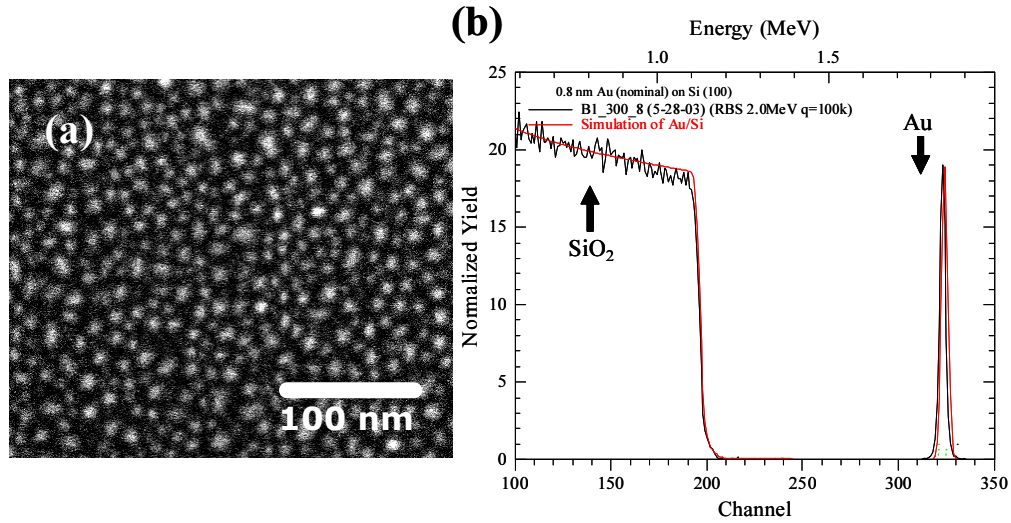 (a)
100 nm
(b)
Energy (MeV)
1.0 1.5
25
20
15
10
5
0
Normalized Yield
0.8 nm Au (nominal) on Si (100)
B1_300_8 (5-28-03) (RBS 2.0MeV q=100k)
Simulation of Au/Si
Au
SiO2
100 150 200 250 300 350
Channel